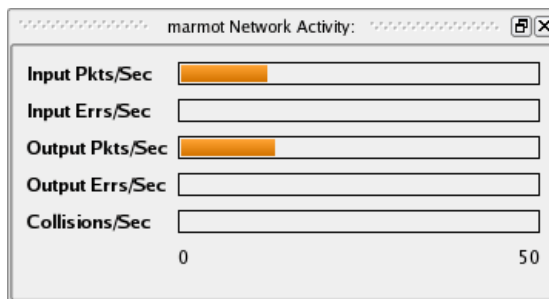 marmot Network Activity:
Input Pkts/Sec
Input Errs/Sec
Output Pkts/Sec
Output Errs/Sec
Collisions/Sec
0 50